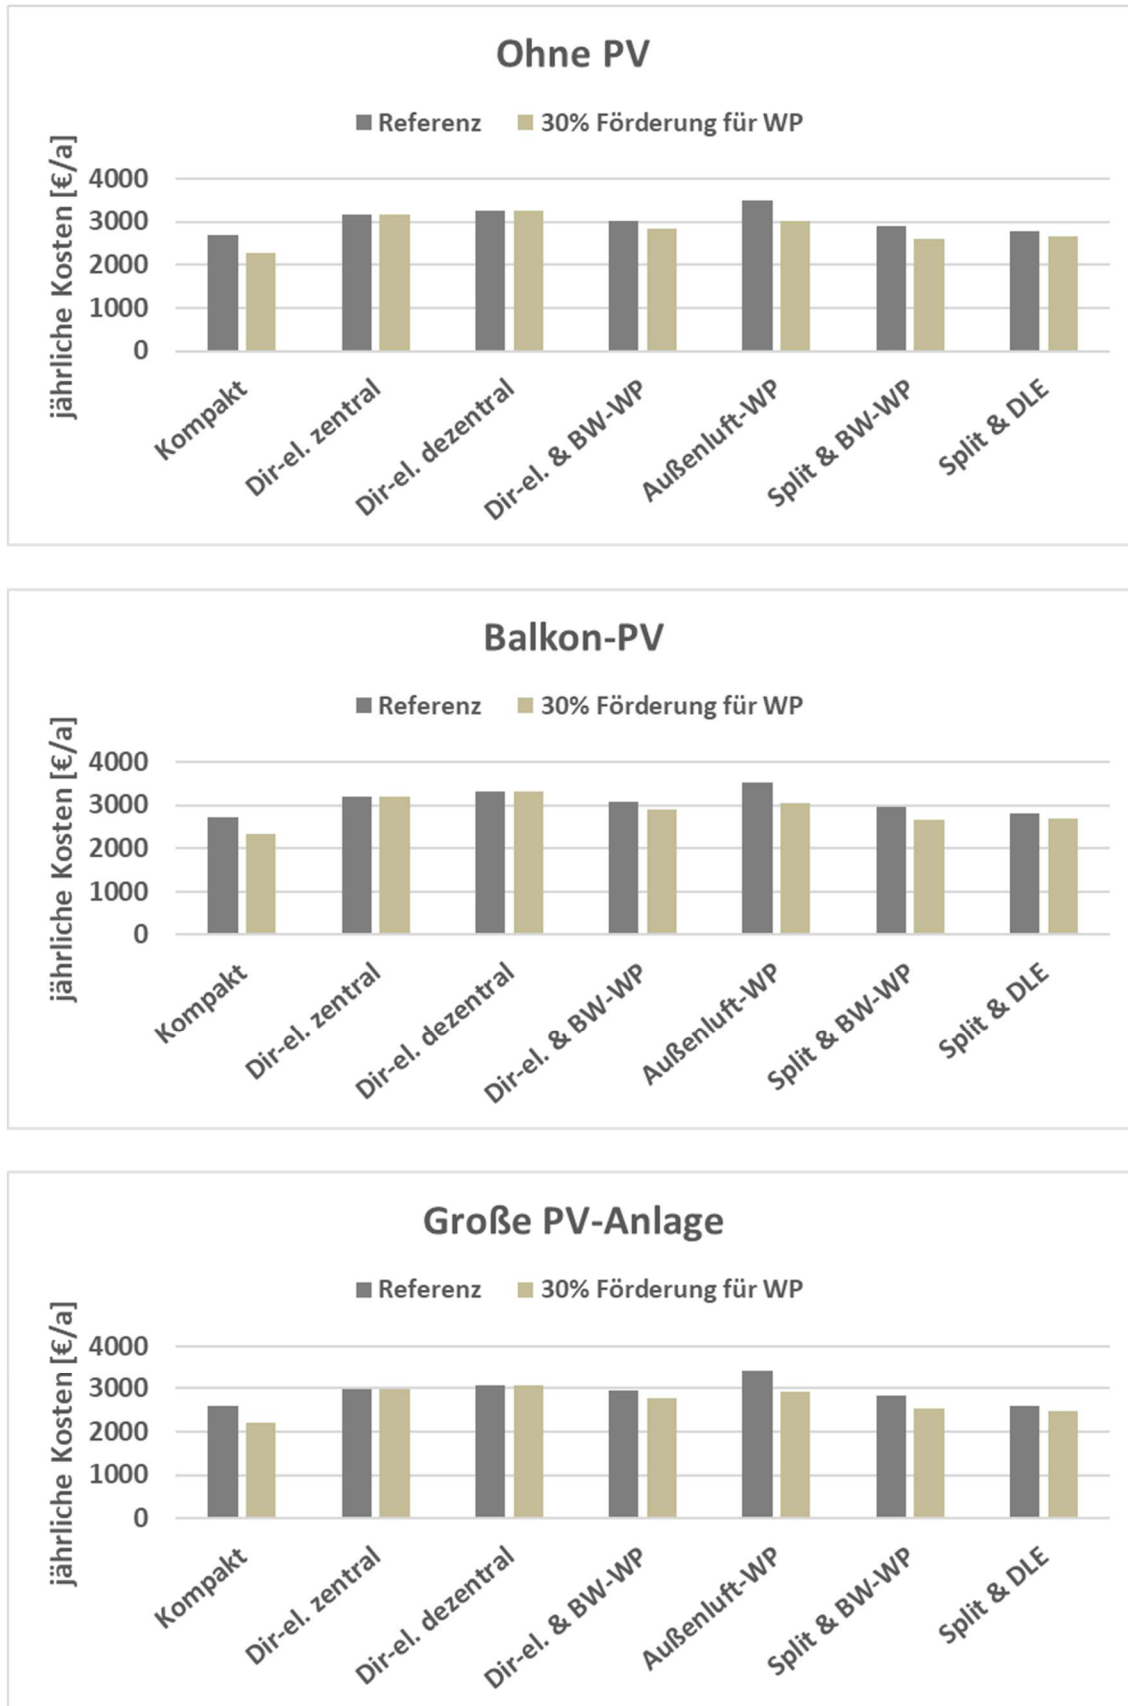 Ohne PV
Referenz 30% Förderung für WP
jährliche Kosten [€/a]
4000
3000
2000
1000
0
Kompakt
Dir-el. zentral
Dir-el. dezentral
Dir-el. & BW-WP
Außenluft-WP
Split & BW-WP
Split & DLE
Balkon-PV
Referenz 30% Förderung für WP
jährliche Kosten [€/a]
4000
3000
2000
1000
0
Kompakt
Dir-el. zentral
Dir-el. dezentral
Dir-el. & BW-WP
Außenluft-WP
Split & BW-WP
Split & DLE
Große PV-Anlage
Referenz 30% Förderung für WP
jährliche Kosten [€/a]
4000
3000
2000
1000
0
Kompakt
Dir-el. zentral
Dir-el. dezentral
Dir-el. & BW-WP
Außenluft-WP
Split & BW-WP
Split & DLE